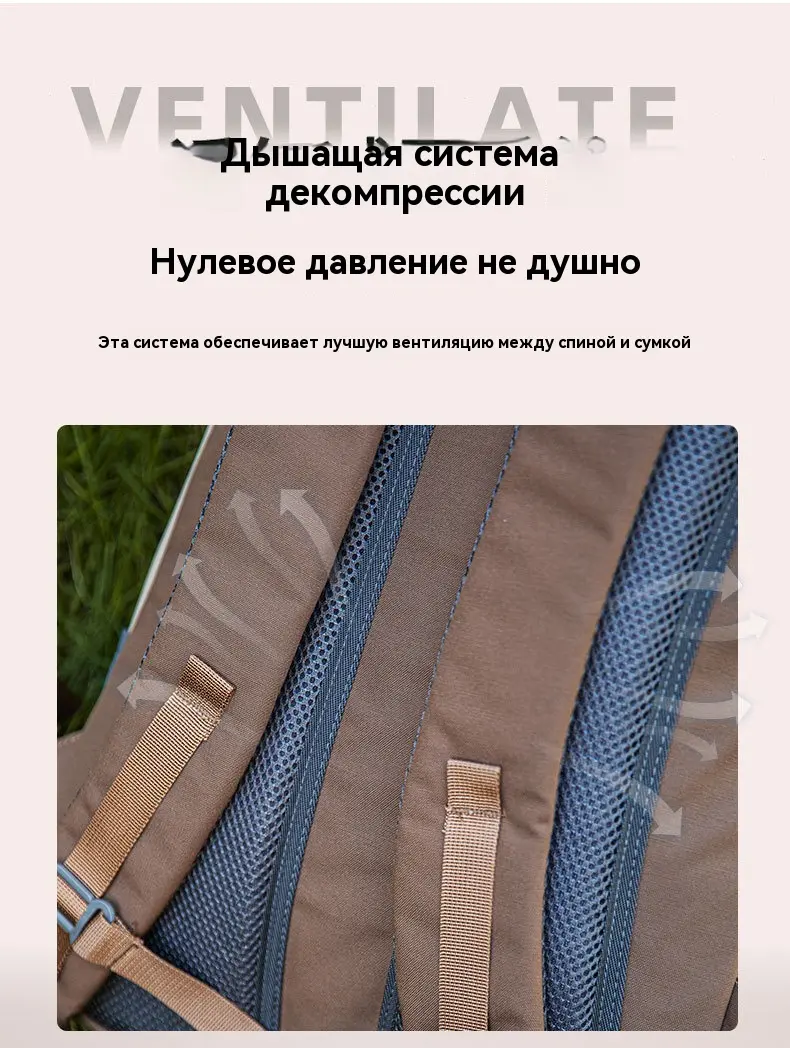 VENTILATE
Дышащая система
декомпрессии
Нулевое давление не душно
Эта система обеспечивает лучшую вентиляцию между спиной и сумкой